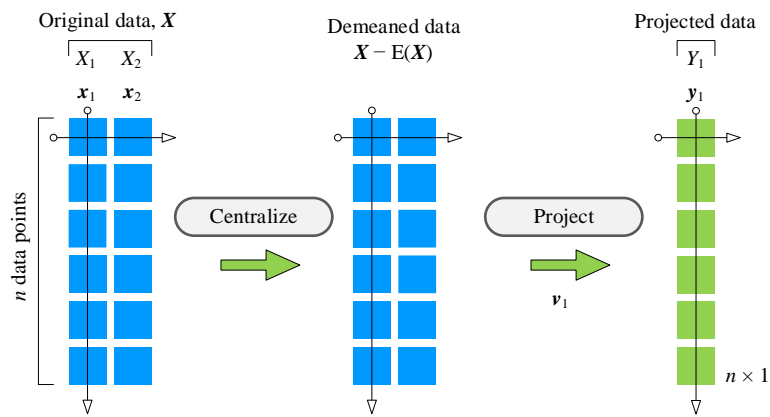 Original data, X
X₁ X₂
x₁ x₂
n data points
Centralize
Demeaned data
X − E(X)
Project
v₁
Projected data
Y₁
y₁
n × 1